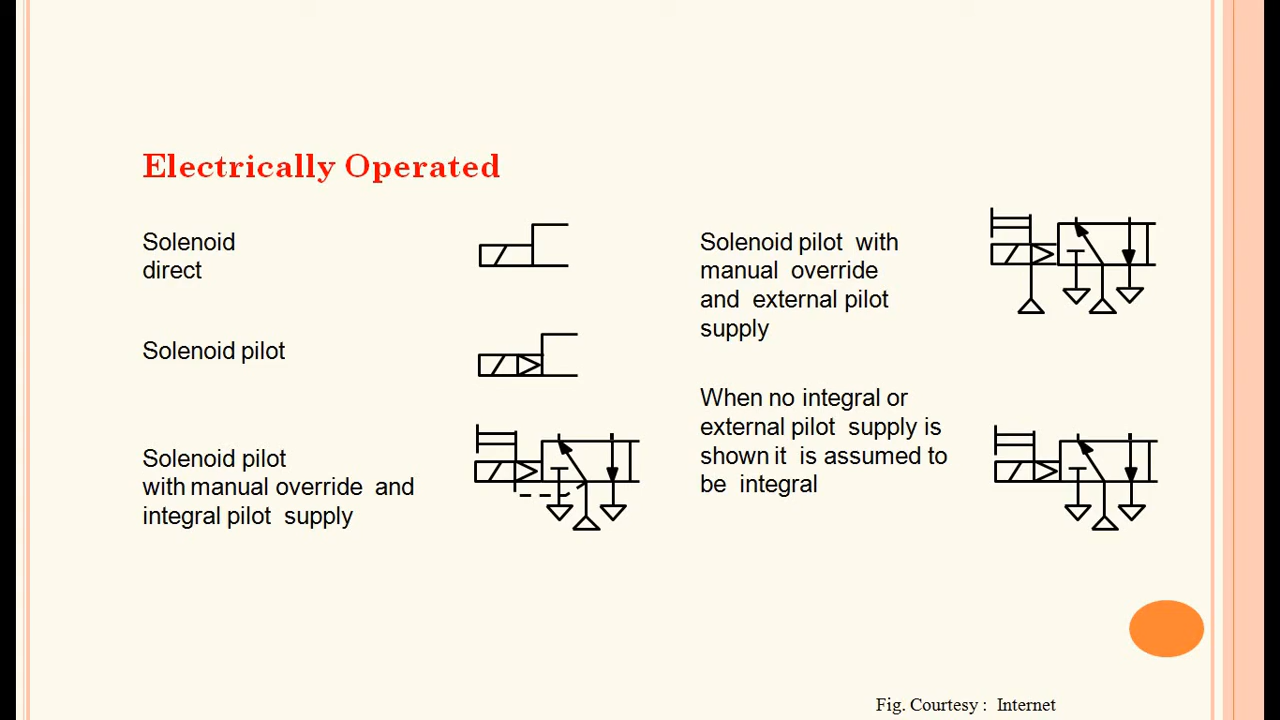 Electrically Operated
Solenoid
direct
Solenoid pilot
Solenoid pilot
with manual override and
integral pilot supply
Solenoid pilot with
manual override
and external pilot
supply
When no integral or
external pilot supply is
shown it is assumed to
be integral
Fig. Courtesy : Internet